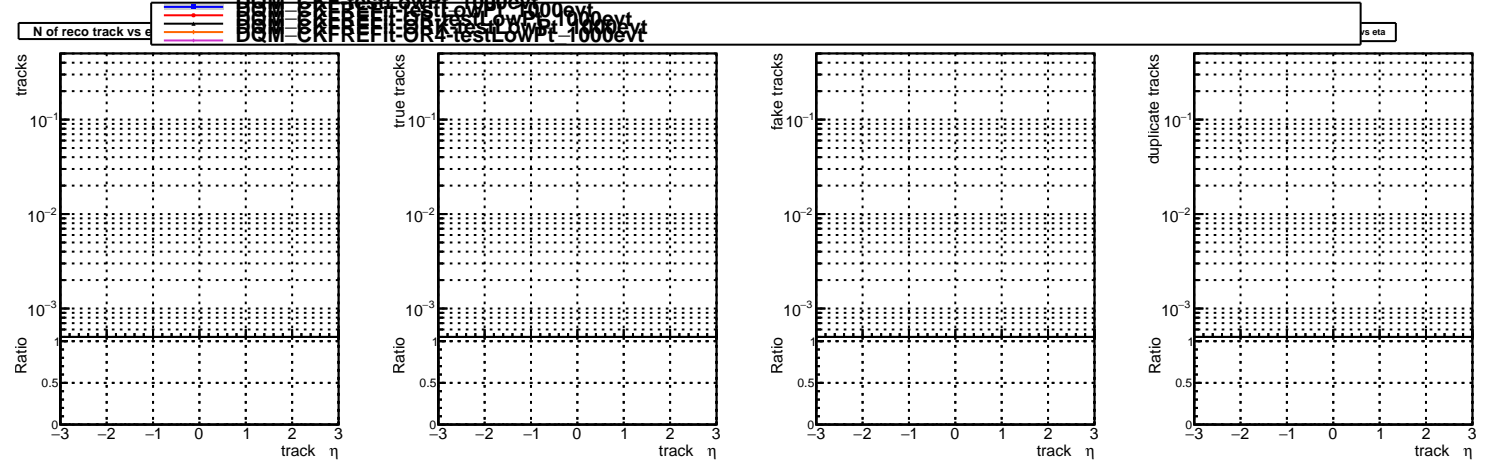 DQM_CKFREFit-OR4-testLowPt_1000evt
N of reco track vs e
vs eta
tracks
true tracks
fake tracks
duplicate tracks
10⁻¹ 10⁻¹ 10⁻¹ 10⁻¹
10⁻² 10⁻² 10⁻² 10⁻²
10⁻³ 10⁻³ 10⁻³ 10⁻³
Ratio Ratio Ratio Ratio
1 1 1 1
0.5 0.5 0.5 0.5
0 0 0 0
−3 −2 −1 0 1 2 3 −3 −2 −1 0 1 2 3 −3 −2 −1 0 1 2 3 −3 −2 −1 0 1 2 3
track η track η track η track η